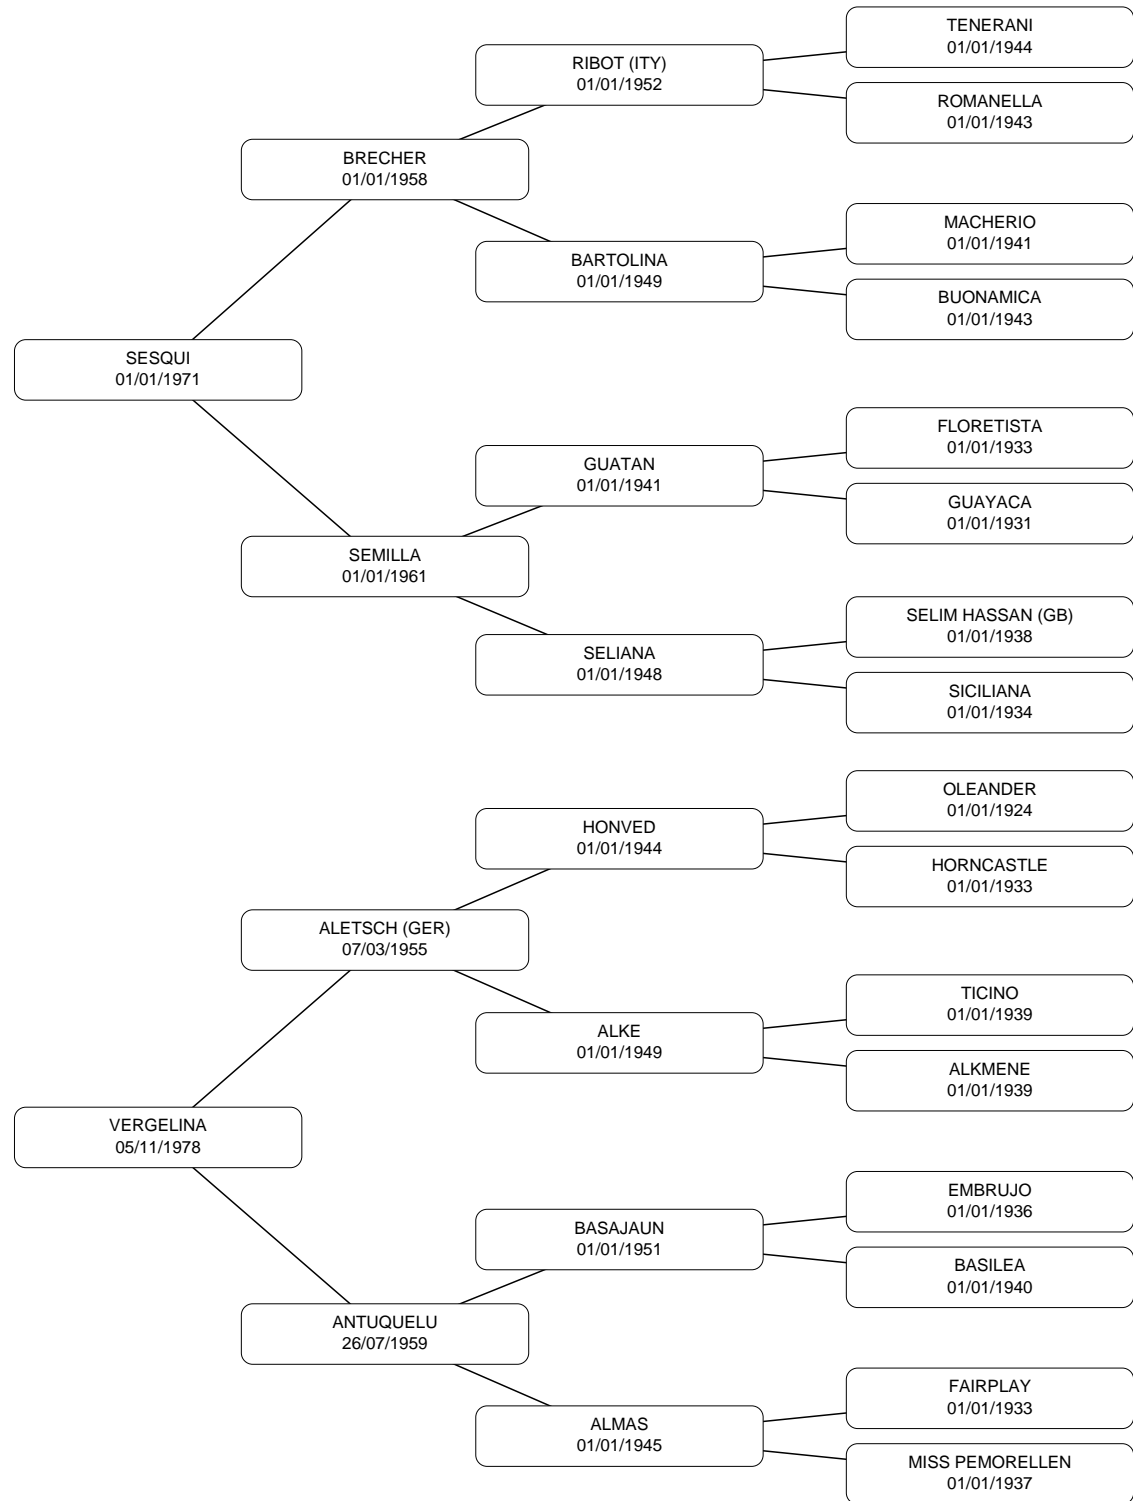 TENERANI
01/01/1944
RIBOT (ITY)
01/01/1952
ROMANELLA
01/01/1943
BRECHER
01/01/1958
MACHERIO
01/01/1941
BARTOLINA
01/01/1949
BUONAMICA
01/01/1943
SESQUI
01/01/1971
FLORETISTA
01/01/1933
GUATAN
01/01/1941
GUAYACA
01/01/1931
SEMILLA
01/01/1961
SELIM HASSAN (GB)
01/01/1938
SELIANA
01/01/1948
SICILIANA
01/01/1934
OLEANDER
01/01/1924
HONVED
01/01/1944
HORNCASTLE
01/01/1933
ALETSCH (GER)
07/03/1955
TICINO
01/01/1939
ALKE
01/01/1949
ALKMENE
01/01/1939
VERGELINA
05/11/1978
EMBRUJO
01/01/1936
BASAJAUN
01/01/1951
BASILEA
01/01/1940
ANTUQUELU
26/07/1959
FAIRPLAY
01/01/1933
ALMAS
01/01/1945
MISS PEMORELLEN
01/01/1937